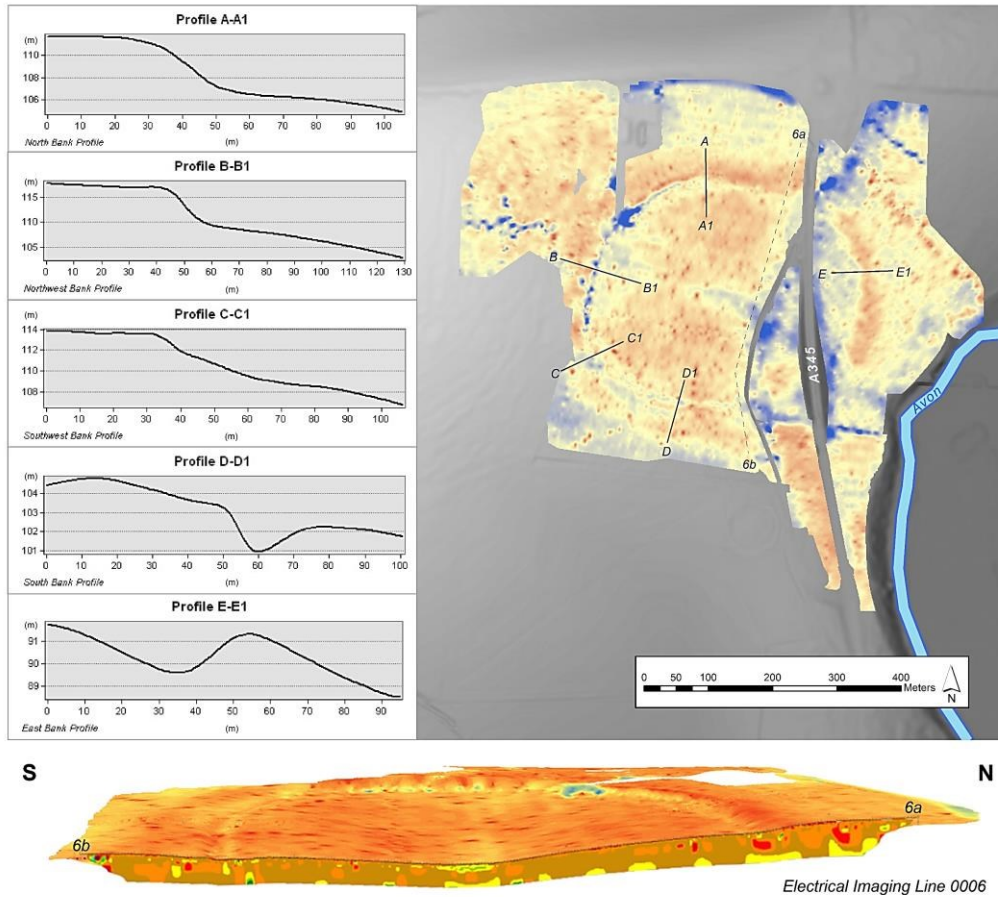 Profile A-A1
(m)
110
108
106
0 10 20 30 40 50 60 70 80 90 100
North Bank Profile (m)
Profile B-B1
(m)
115
110
105
0 10 20 30 40 50 60 70 80 90 100 110 120 130
Northwest Bank Profile (m)
Profile C-C1
(m)
114
112
110
108
0 10 20 30 40 50 60 70 80 90 100
Southwest Bank Profile (m)
Profile D-D1
(m)
104
103
102
101
0 10 20 30 40 50 60 70 80 90 100
South Bank Profile (m)
Profile E-E1
(m)
91
90
89
0 10 20 30 40 50 60 70 80 90
East Bank Profile (m)
6a
A
A1
B
B1
E
E1
C1
C
D1
D
6b
A345
Avon
0 50 100 200 300 400
Meters
N
S
N
6a
6b
Electrical Imaging Line 0006